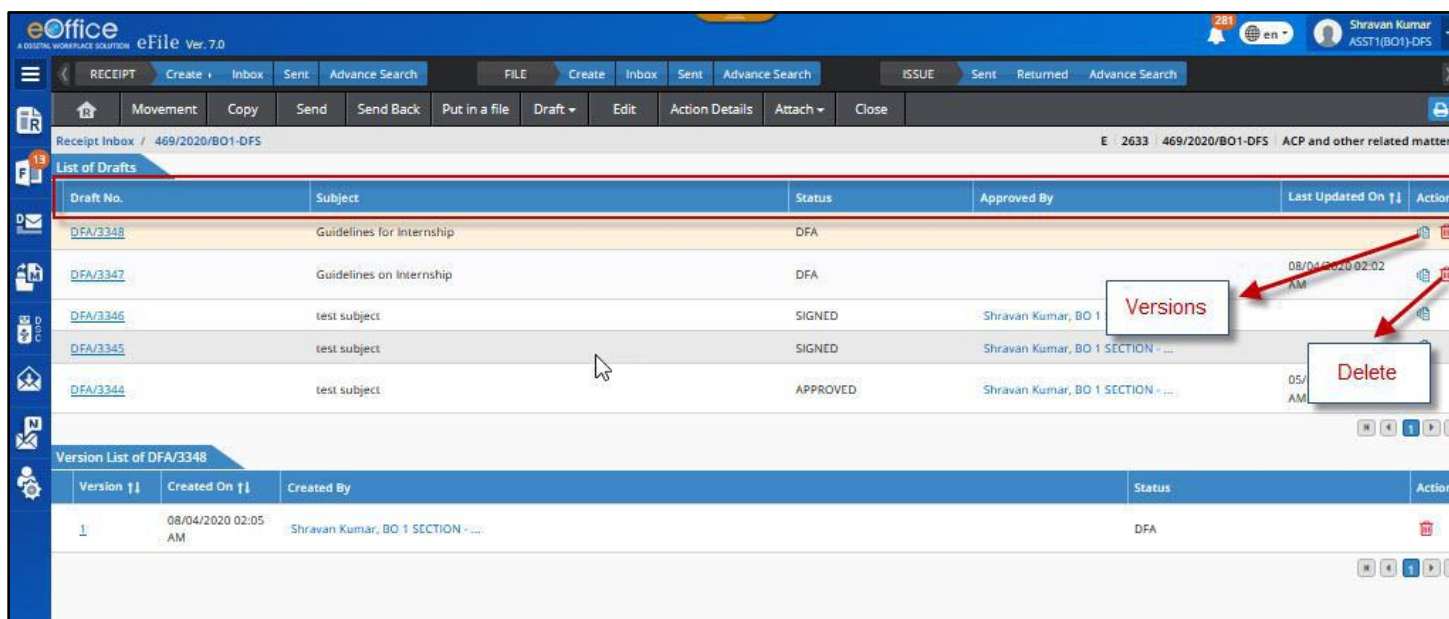 eOffice
A DIGITAL WORKPLACE SOLUTION eFile Ver. 7.0
281 en Shravan Kumar
ASST1(BO1)-DFS
RECEIPT Create Inbox Sent Advance Search FILE Create Inbox Sent Advance Search ISSUE Sent Returned Advance Search
R Movement Copy Send Send Back Put in a file Draft Edit Action Details Attach Close
Receipt Inbox / 469/2020/BO1-DFS E 2633 469/2020/BO1-DFS ACP and other related matter
13
List of Drafts
Draft No. Subject Status Approved By Last Updated On Action
DFA/3348 Guidelines for Internship DFA
DFA/3347 Guidelines on Internship DFA 08/04/2020 02:02
AM
Versions
DFA/3346 test subject SIGNED Shravan Kumar, BO 1
DFA/3345 test subject SIGNED Shravan Kumar, BO 1 SECTION - ...
Delete
DFA/3344 test subject APPROVED Shravan Kumar, BO 1 SECTION - ... 05/
AM
1
Version List of DFA/3348
Version Created On Created By Status Action
1 08/04/2020 02:05
AM Shravan Kumar, BO 1 SECTION - ... DFA
1